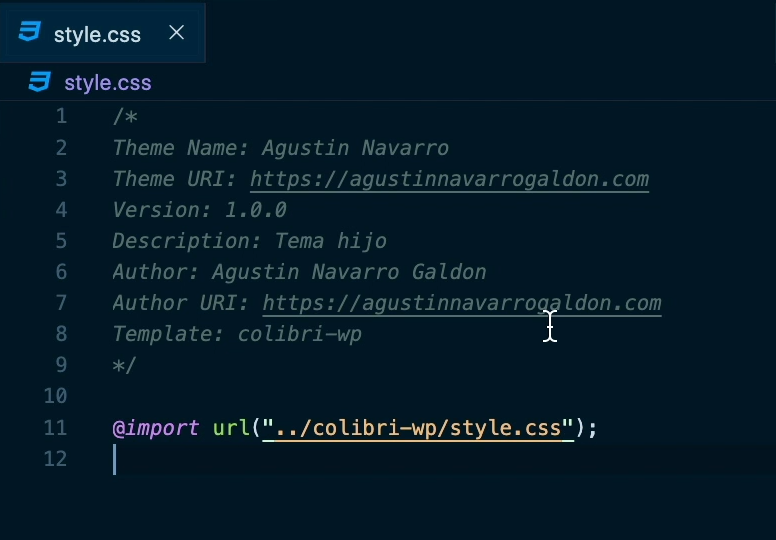 style.css
style.css
1 /*
2 Theme Name: Agustin Navarro
3 Theme URI: https://agustinnavarrogaldon.com
4 Version: 1.0.0
5 Description: Tema hijo
6 Author: Agustin Navarro Galdon
7 Author URI: https://agustinnavarrogaldon.com
8 Template: colibri-wp
9 */
10
11 @import url("../colibri-wp/style.css");
12